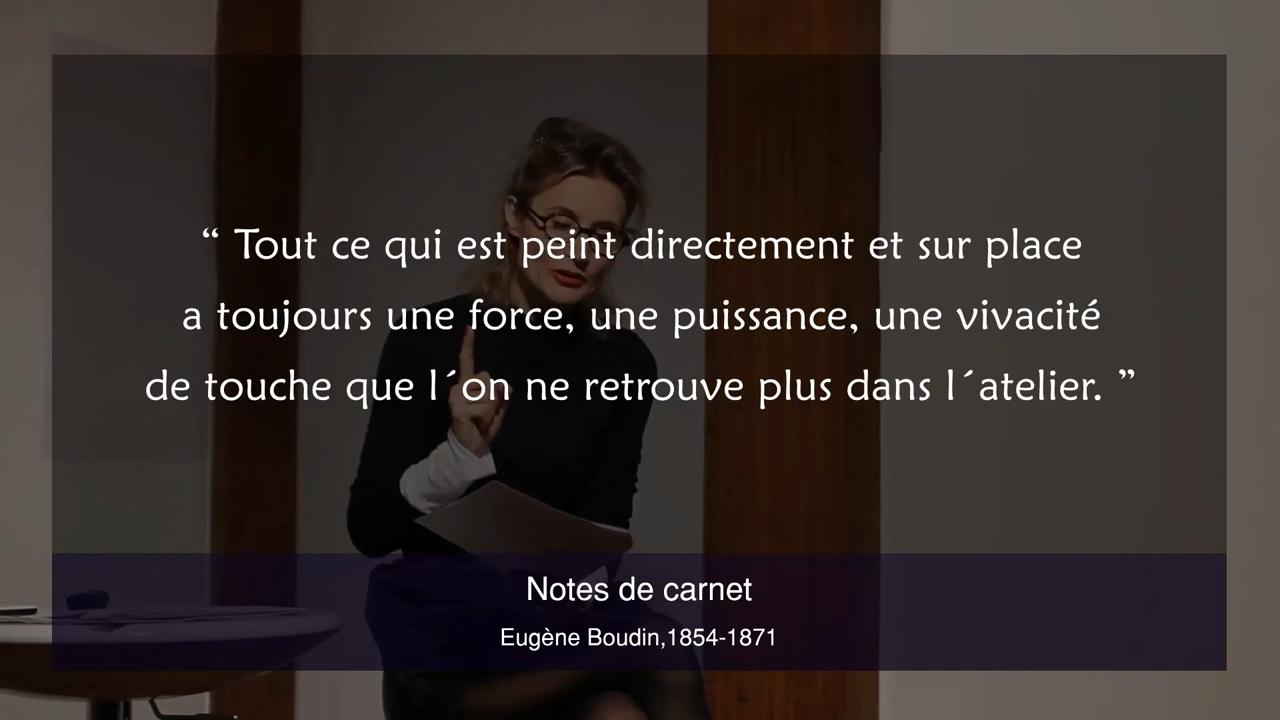 “ Tout ce qui est peint directement et sur place
a toujours une force, une puissance, une vivacité
de touche que l´on ne retrouve plus dans l´atelier. ”
Notes de carnet
Eugène Boudin,1854-1871